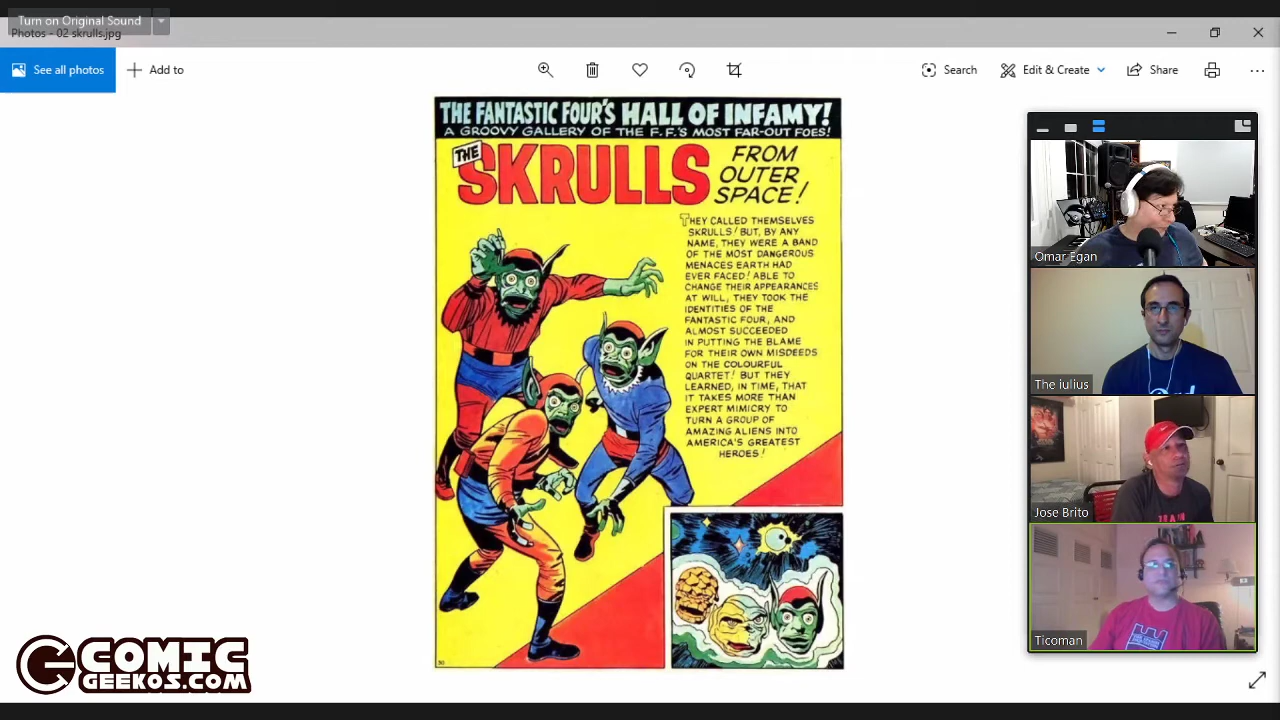 Turn on Original Sound
Photos - 02 skrulls.jpg
See all photos
Add to
Search
Edit & Create
Share
THE FANTASTIC FOUR'S HALL OF INFAMY!
A GROOVY GALLERY OF THE F.F.'S MOST FAR-OUT FOES!
THE SKRULLS
FROM
OUTER
SPACE!
THEY CALLED THEMSELVES
SKRULLS! BUT, BY ANY
NAME, THEY WERE A BAND
OF THE MOST DANGEROUS
MENACES EARTH HAD
EVER FACED! ABLE TO
CHANGE THEIR APPEARANCES
AT WILL, THEY TOOK THE
IDENTITIES OF THE
FANTASTIC FOUR, AND
ALMOST SUCCEEDED
IN PUTTING THE BLAME
FOR THEIR OWN MISDEEDS
ON THE COLOURFUL
QUARTET! BUT THEY
LEARNED, IN TIME, THAT
IT TAKES MORE THAN
EXPERT MIMICRY TO
TURN A GROUP OF
AMAZING ALIENS INTO
AMERICA'S GREATEST
HEROES!
Omar Egan
The iulius
Jose Brito
Ticoman
COMIC
GEEKOS.COM